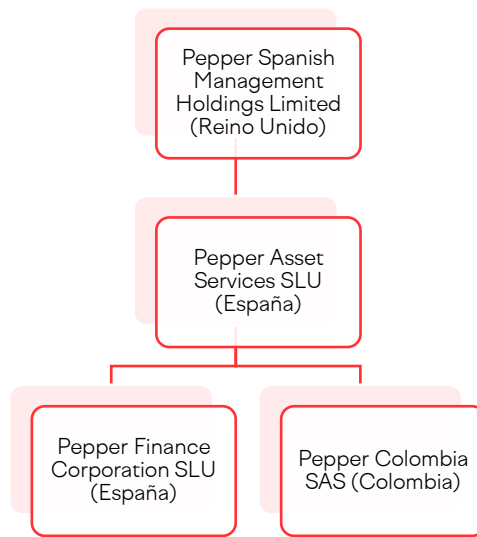 Pepper Spanish
Management
Holdings Limited
(Reino Unido)
Pepper Asset
Services SLU
(España)
Pepper Finance
Corporation SLU
(España)
Pepper Colombia
SAS (Colombia)